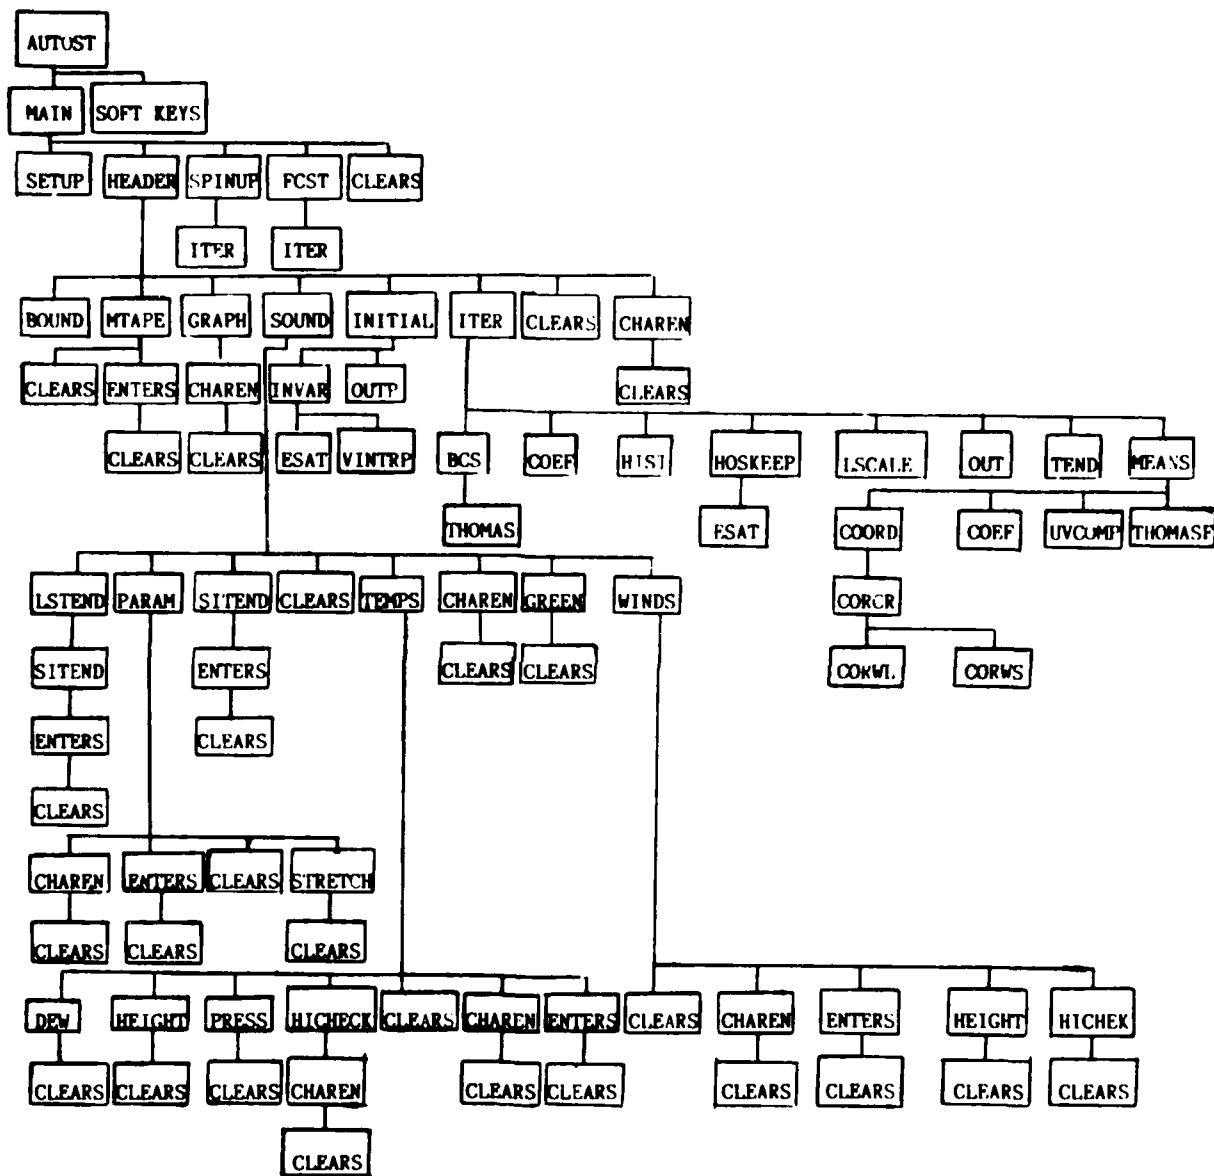 AUTOST
MAIN SOFT KEYS
SETUP HEADER SPINUP FCST CLEARS
ITER ITER
BOUND MTAPE GRAPH SOUND INITIAL ITER CLEARS CHAREN
CLEARS ENTERS CHAREN INVAR OUTP CLEARS
CLEARS CLEARS ESAT VINTRP BCS COEF HIST HOSKEEP LSCALE OUT TEND MEANS
THOMAS ESAT COORD COEF UVCOMP THOMASF
LSTEND PARAM SITEND CLEARS TEMPS CHAREN GREEN WINDS CORCR
SITEND ENTERS CLEARS CLEARS CORWL CORWS
ENTERS CLEARS
CLEARS
CHAREN ENTERS CLEARS STRETCH
CLEARS CLEARS CLEARS
DEW HEIGHT PRESS HICHECK CLEARS CHAREN ENTERS CLEARS CHAREN ENTERS HEIGHT HICHEK
CLEARS CLEARS CLEARS CHAREN CLEARS CLEARS CLEARS CLEARS CLEARS CLEARS
CLEARS